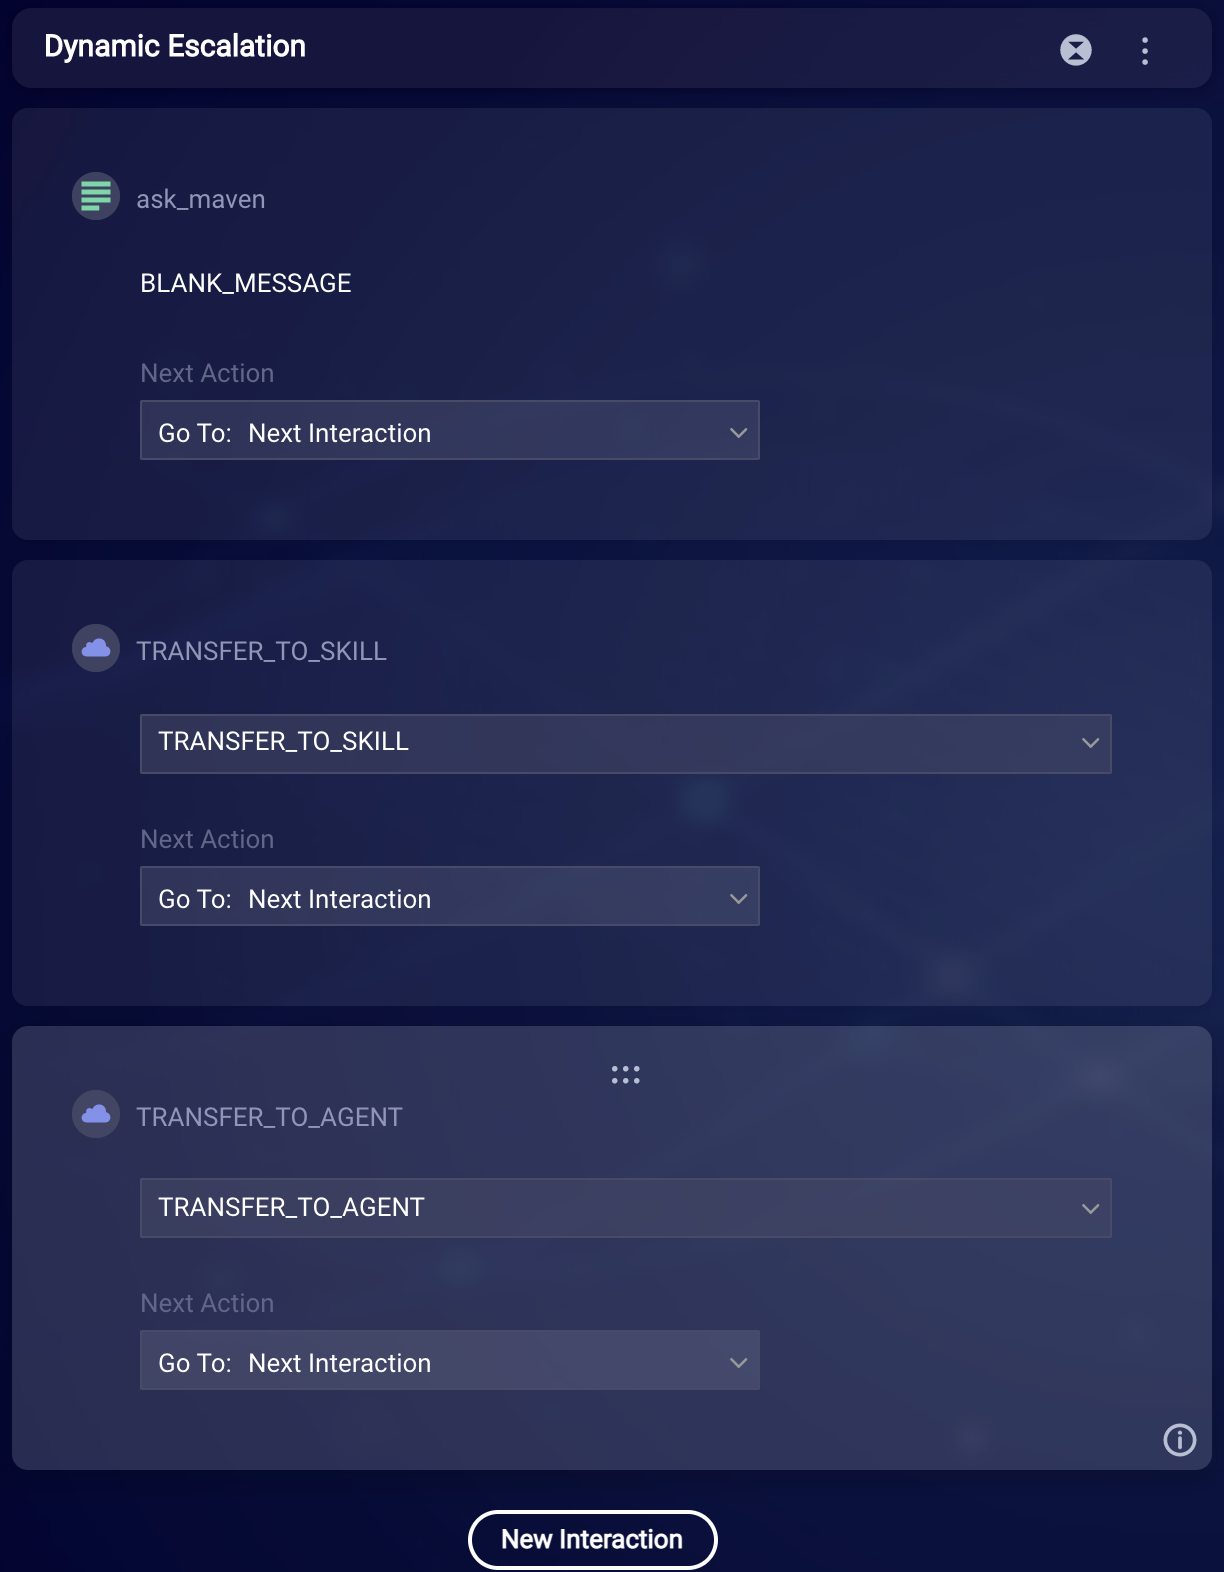 Dynamic Escalation
ask_maven
BLANK_MESSAGE
Next Action
Go To: Next Interaction
TRANSFER_TO_SKILL
TRANSFER_TO_SKILL
Next Action
Go To: Next Interaction
TRANSFER_TO_AGENT
TRANSFER_TO_AGENT
Next Action
Go To: Next Interaction
New Interaction